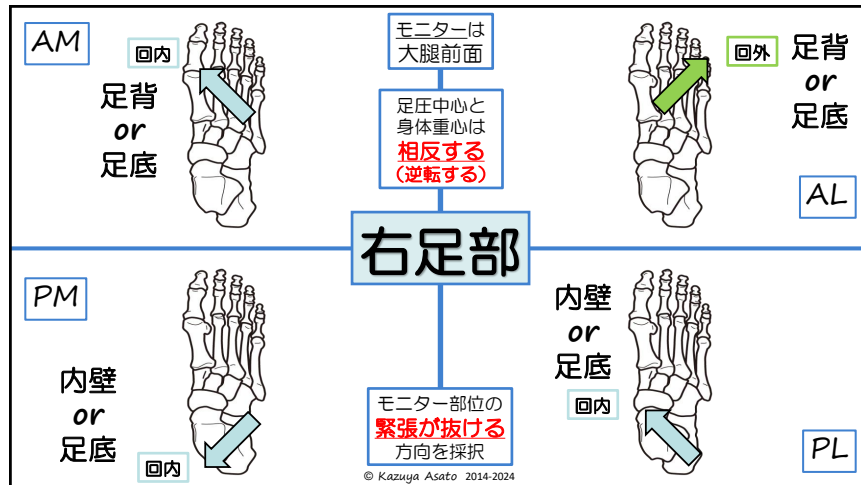 AM
回内
足背
or
足底
モニターは
大腿前面
足圧中心と
身体重心は
相反する
（逆転する）
回外
足背
or
足底
AL
右足部
PM
内壁
or
足底
回内
モニター部位の
緊張が抜ける
方向を採択
© Kazuya Asato 2014-2024
内壁
or
足底
回内
PL